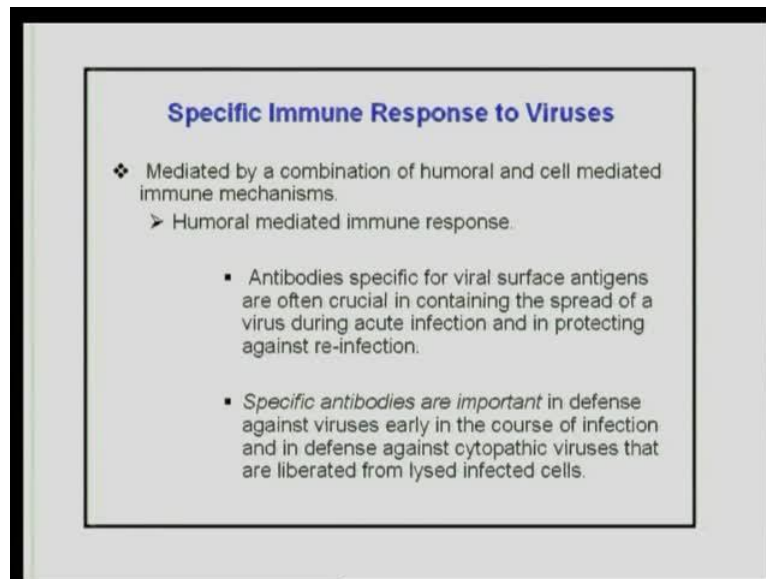 Specific Immune Response to Viruses
❖ Mediated by a combination of humoral and cell mediated
immune mechanisms.
➢ Humoral mediated immune response.
▪ Antibodies specific for viral surface antigens
are often crucial in containing the spread of a
virus during acute infection and in protecting
against re-infection.
▪ Specific antibodies are important in defense
against viruses early in the course of infection
and in defense against cytopathic viruses that
are liberated from lysed infected cells.